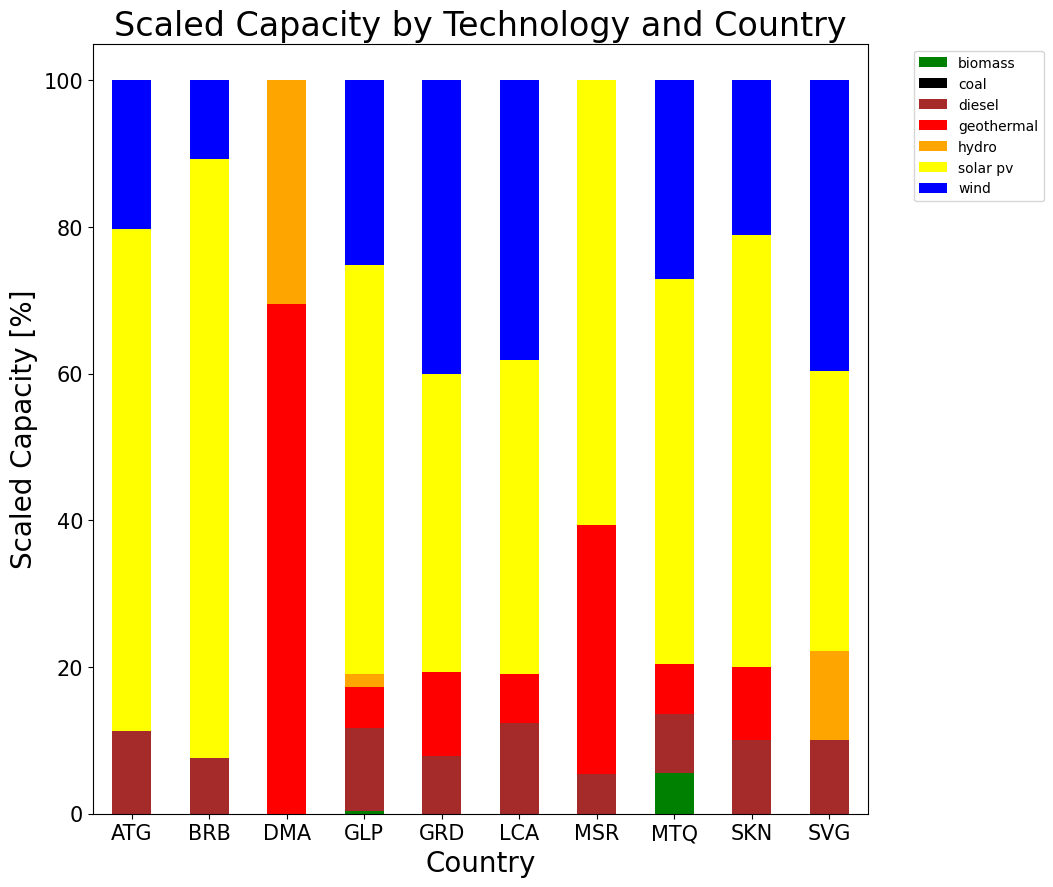 Scaled Capacity by Technology and Country
Scaled Capacity [%]
100
80
60
40
20
0
ATG BRB DMA GLP GRD LCA MSR MTQ SKN SVG
Country
biomass
coal
diesel
geothermal
hydro
solar pv
wind